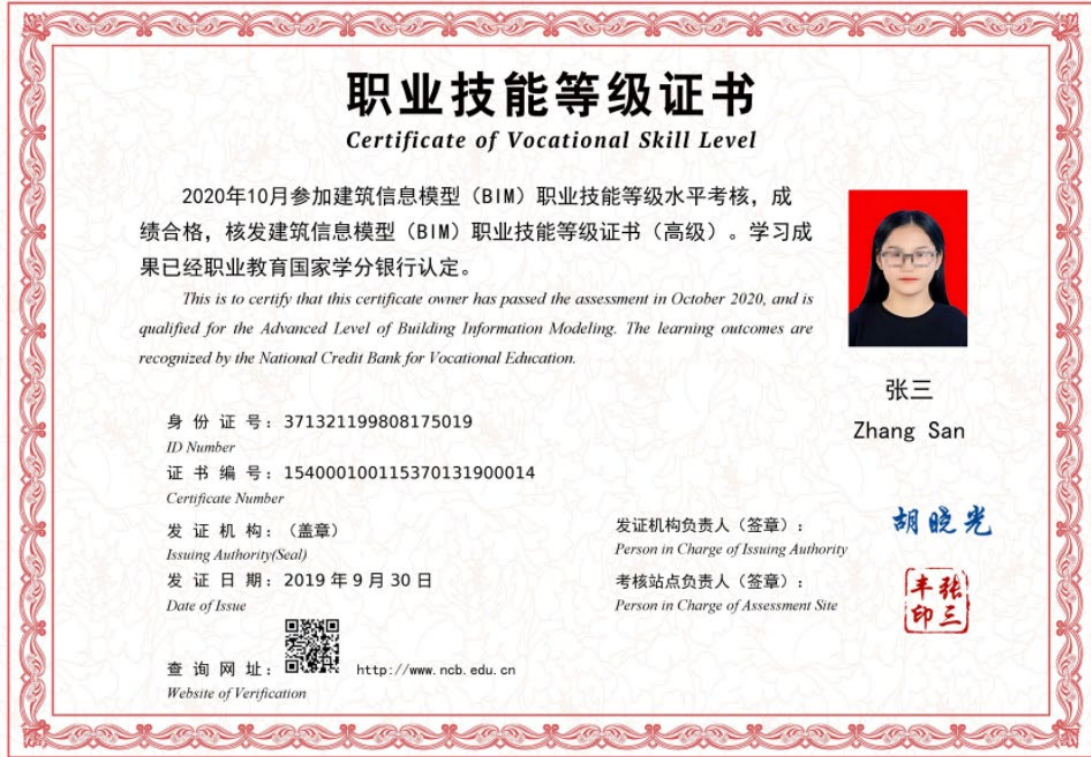 职业技能等级证书
Certificate of Vocational Skill Level
2020年10月参加建筑信息模型（BIM）职业技能等级水平考核，成
绩合格，核发建筑信息模型（BIM）职业技能等级证书（高级）。学习成
果已经职业教育国家学分银行认定。
This is to certify that this certificate owner has passed the assessment in October 2020, and is
qualified for the Advanced Level of Building Information Modeling. The learning outcomes are
recognized by the National Credit Bank for Vocational Education.
张三
Zhang San
身份证号：371321199808175019
ID Number
证书编号：154000100115370131900014
Certificate Number
发证机构：（盖章）
Issuing Authority(Seal)
发证日期：2019年9月30日
Date of Issue
发证机构负责人（签章）：胡晓光
Person in Charge of Issuing Authority
考核站点负责人（签章）：张三丰印
Person in Charge of Assessment Site
查询网址：http://www.ncb.edu.cn
Website of Verification